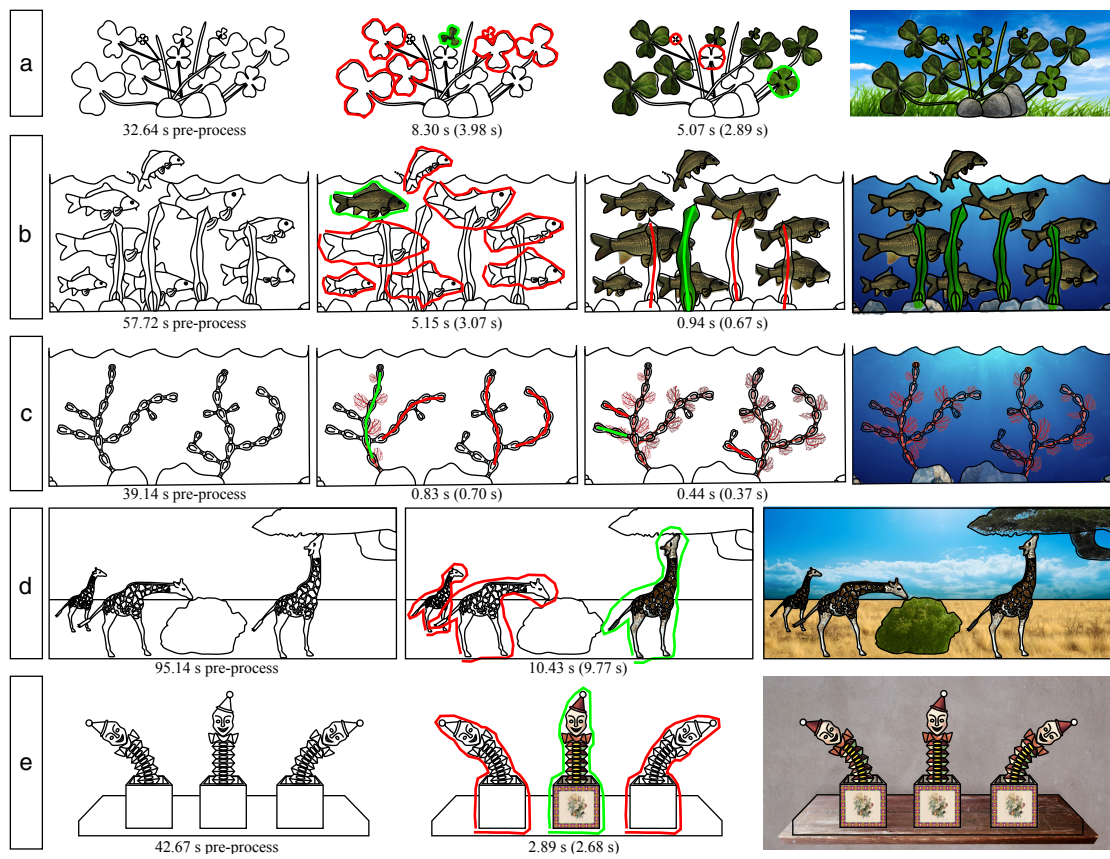 a
32.64 s pre-process
8.30 s (3.98 s)
5.07 s (2.89 s)
b
57.72 s pre-process
5.15 s (3.07 s)
0.94 s (0.67 s)
c
39.14 s pre-process
0.83 s (0.70 s)
0.44 s (0.37 s)
d
95.14 s pre-process
10.43 s (9.77 s)
e
42.67 s pre-process
2.89 s (2.68 s)